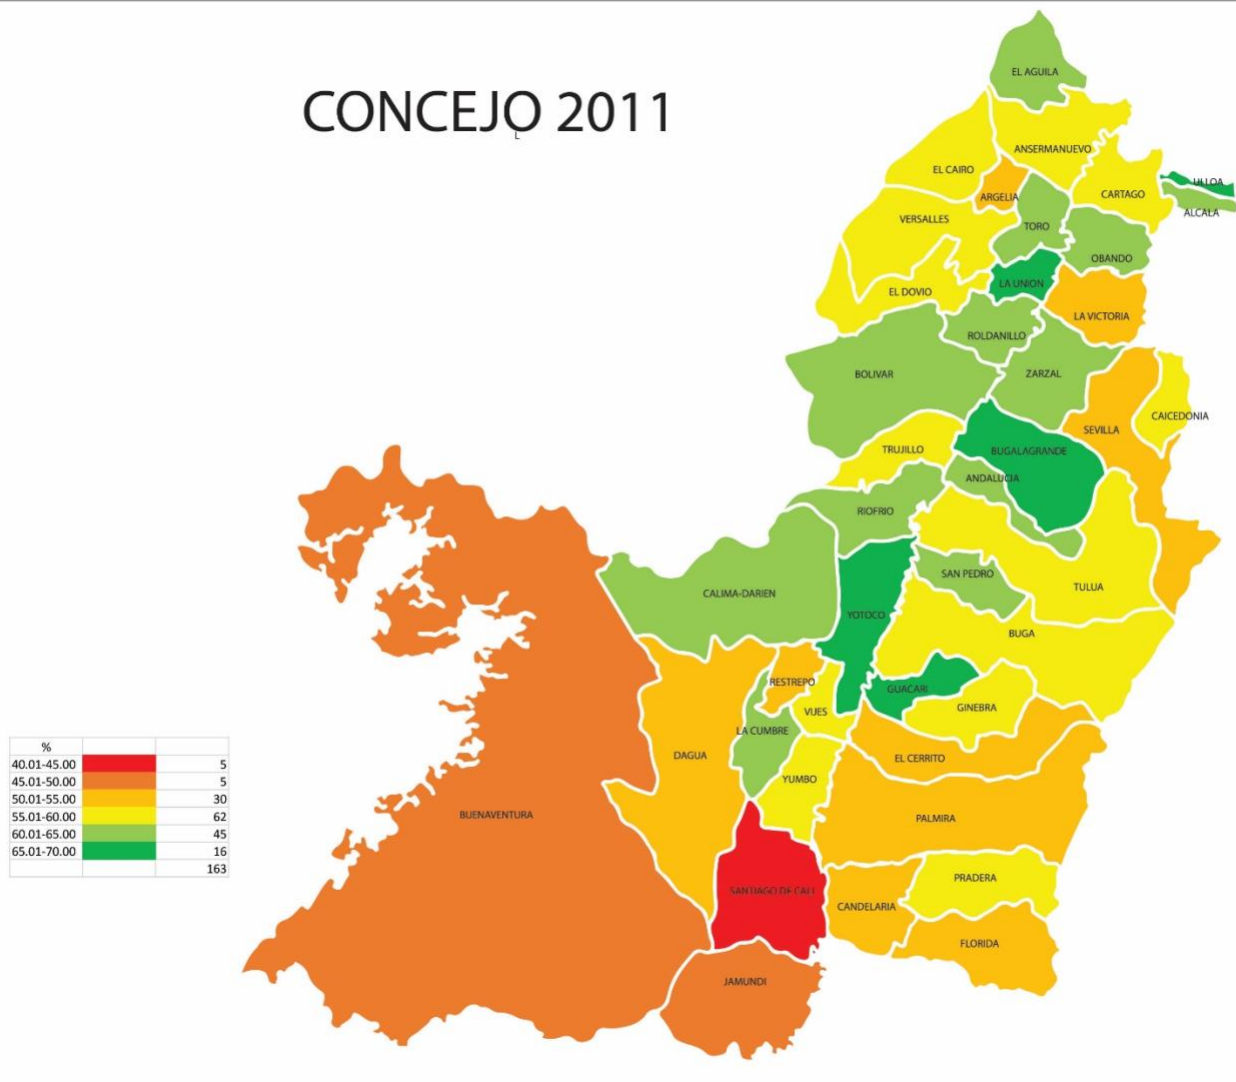 CONCEJO 2011
L
EL AGUILA
ANSERMANUEVO
EL CAIRO
ARGELIA
CARTAGO
ULLOA
ALCALA
VERSALLES
TORO
OBANDO
LA UNION
EL DOVIO
LA VICTORIA
ROLDANILLO
BOLIVAR
ZARZAL
CAICEDONIA
SEVILLA
TRUJILLO
BUGALAGRANDE
ANDALUCIA
RIOFRIO
SAN PEDRO
TULUA
CALIMA-DARIEN
YOTOCO
BUGA
RESTREPO
GUACARI
GINEBRA
VIJES
LA CUMBRE
DAGUA
EL CERRITO
YUMBO
BUENAVENTURA
PALMIRA
SANTIAGO DE CALI
PRADERA
CANDELARIA
FLORIDA
JAMUNDI
%
40.01-45.00 5
45.01-50.00 5
50.01-55.00 30
55.01-60.00 62
60.01-65.00 45
65.01-70.00 16
163